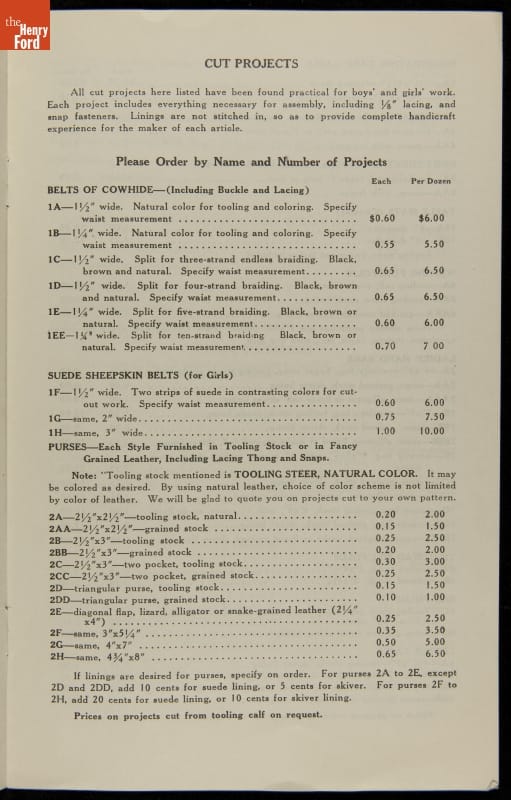 the
Henry
Ford
CUT PROJECTS
All cut projects here listed have been found practical for boys' and girls' work.
Each project includes everything necessary for assembly, including 1/8" lacing, and
snap fasteners. Linings are not stitched in, so as to provide complete handicraft
experience for the maker of each article.
Please Order by Name and Number of Projects
Each Per Dozen
BELTS OF COWHIDE—(Including Buckle and Lacing)
1A—1½" wide. Natural color for tooling and coloring. Specify
waist measurement ............................... $0.60 $6.00
1B—1¼" wide. Natural color for tooling and coloring. Specify
waist measurement ............................... 0.55 5.50
1C—1½" wide. Split for three-strand endless braiding. Black,
brown and natural. Specify waist measurement......... 0.65 6.50
1D—1½" wide. Split for four-strand braiding. Black, brown
and natural. Specify waist measurement.............. 0.65 6.50
1E—1¼" wide. Split for five-strand braiding. Black, brown or
natural. Specify waist measurement.................. 0.60 6.00
1EE—1¼" wide. Split for ten-strand braiding Black, brown or
natural. Specify waist measurement................... 0.70 7 00
SUEDE SHEEPSKIN BELTS (for Girls)
1F—1½" wide. Two strips of suede in contrasting colors for cut-
out work. Specify waist measurement................ 0.60 6.00
1G—same, 2" wide...................................... 0.75 7.50
1H—same, 3" wide..................................... 1.00 10.00
PURSES—Each Style Furnished in Tooling Stock or in Fancy
Grained Leather, Including Lacing Thong and Snaps.
Note: "Tooling stock mentioned is TOOLING STEER, NATURAL COLOR. It may
be colored as desired. By using natural leather, choice of color scheme is not limited
by color of leather. We will be glad to quote you on projects cut to your own pattern.
2A—2½"x2½"—tooling stock, natural..................... 0.20 2.00
2AA—2½"x2½"—grained stock ......................... 0.15 1.50
2B—2½"x3"—tooling stock ............................. 0.25 2.50
2BB—2½"x3"—grained stock ............................ 0.20 2.00
2C—2½"x3"—two pocket, tooling stock.................... 0.30 3.00
2CC—2½"x3"—two pocket, grained stock.................. 0.25 2.50
2D—triangular purse, tooling stock........................ 0.15 1.50
2DD—triangular purse, grained stock....................... 0.10 1.00
2E—diagonal flap, lizard, alligator or snake-grained leather (2¼"
x4") .......................................... 0.25 2.50
2F—same, 3"x5¼" ..................................... 0.35 3.50
2G—same, 4"x7" ...................................... 0.50 5.00
2H—same, 4¾"x8" .................................... 0.65 6.50
If linings are desired for purses, specify on order. For purses 2A to 2E, except
2D and 2DD, add 10 cents for suede lining, or 5 cents for skiver. For purses 2F to
2H, add 20 cents for suede lining, or 10 cents for skiver lining.
Prices on projects cut from tooling calf on request.